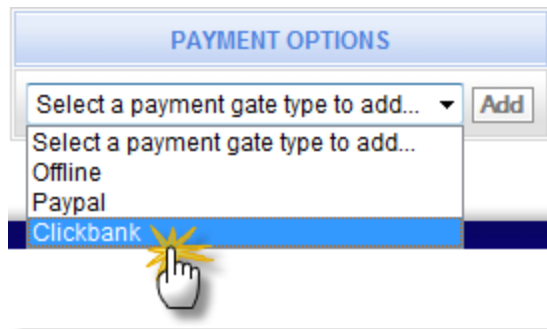 PAYMENT OPTIONS
Select a payment gate type to add... Add
Select a payment gate type to add...
Offline
Paypal
Clickbank